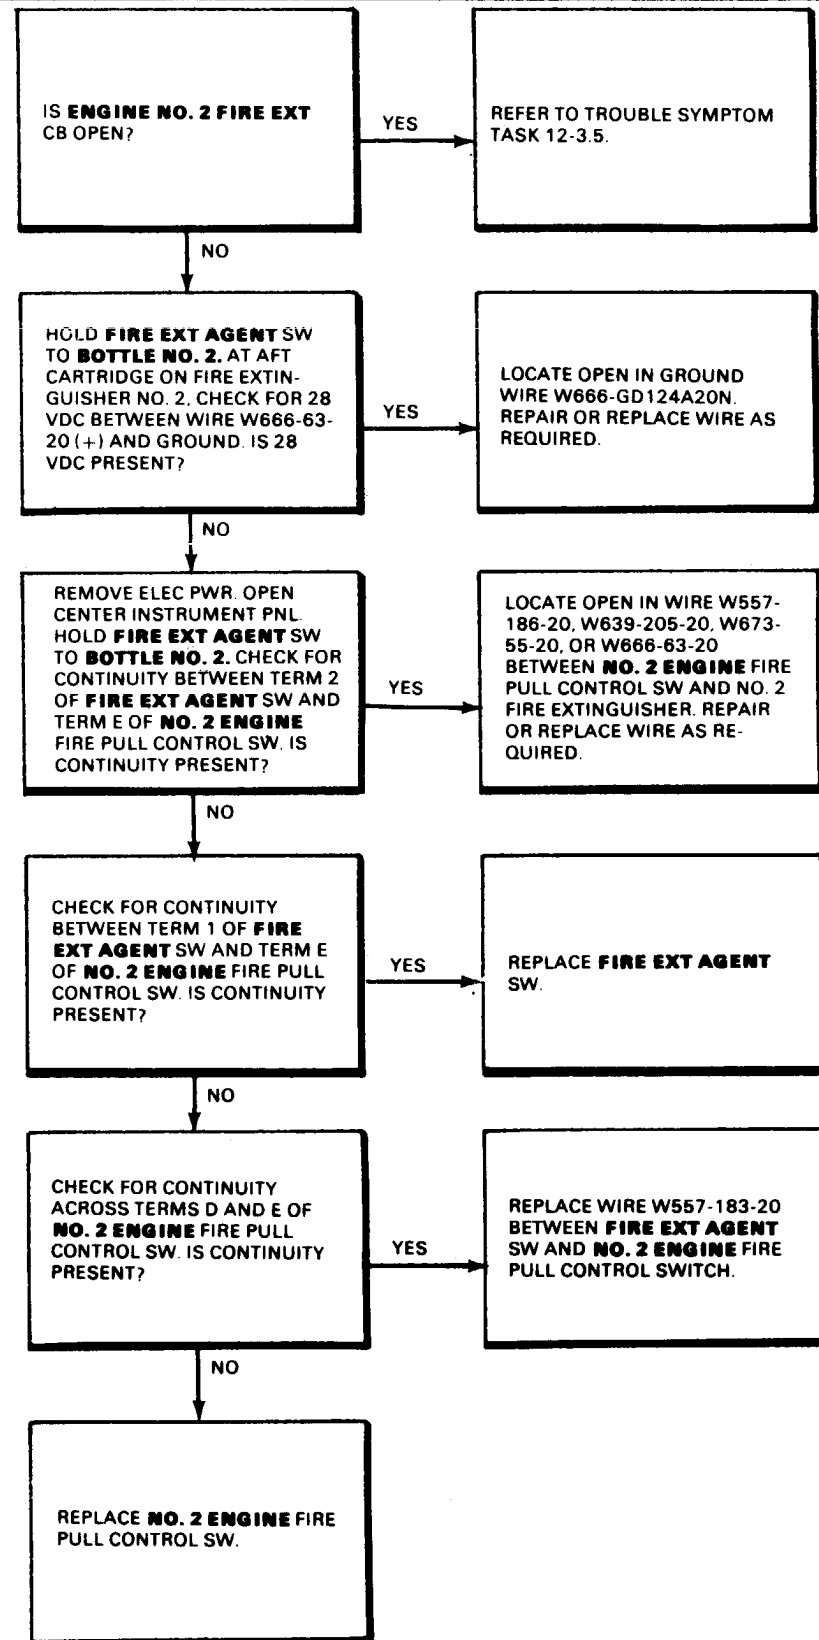 IS ENGINE NO. 2 FIRE EXT
CB OPEN?
YES
REFER TO TROUBLE SYMPTOM
TASK 12-3.5.
NO
HOLD FIRE EXT AGENT SW
TO BOTTLE NO. 2. AT AFT
CARTRIDGE ON FIRE EXTIN-
GUISHER NO. 2, CHECK FOR 28
VDC BETWEEN WIRE W666-63-
20 (+) AND GROUND. IS 28
VDC PRESENT?
YES
LOCATE OPEN IN GROUND
WIRE W666-GD124A20N.
REPAIR OR REPLACE WIRE AS
REQUIRED.
NO
REMOVE ELEC PWR. OPEN
CENTER INSTRUMENT PNL.
HOLD FIRE EXT AGENT SW
TO BOTTLE NO. 2. CHECK FOR
CONTINUITY BETWEEN TERM 2
OF FIRE EXT AGENT SW AND
TERM E OF NO. 2 ENGINE
FIRE PULL CONTROL SW. IS
CONTINUITY PRESENT?
YES
LOCATE OPEN IN WIRE W557-
186-20, W639-205-20, W673-
55-20, OR W666-63-20
BETWEEN NO. 2 ENGINE FIRE
PULL CONTROL SW AND NO. 2
FIRE EXTINGUISHER. REPAIR
OR REPLACE WIRE AS RE-
QUIRED.
NO
CHECK FOR CONTINUITY
BETWEEN TERM 1 OF FIRE
EXT AGENT SW AND TERM E
OF NO. 2 ENGINE FIRE PULL
CONTROL SW. IS CONTINUITY
PRESENT?
YES
REPLACE FIRE EXT AGENT
SW.
NO
CHECK FOR CONTINUITY
ACROSS TERMS D AND E OF
NO. 2 ENGINE FIRE PULL
CONTROL SW. IS CONTINUITY
PRESENT?
YES
REPLACE WIRE W557-183-20
BETWEEN FIRE EXT AGENT
SW AND NO. 2 ENGINE FIRE
PULL CONTROL SWITCH.
NO
REPLACE NO. 2 ENGINE FIRE
PULL CONTROL SW.